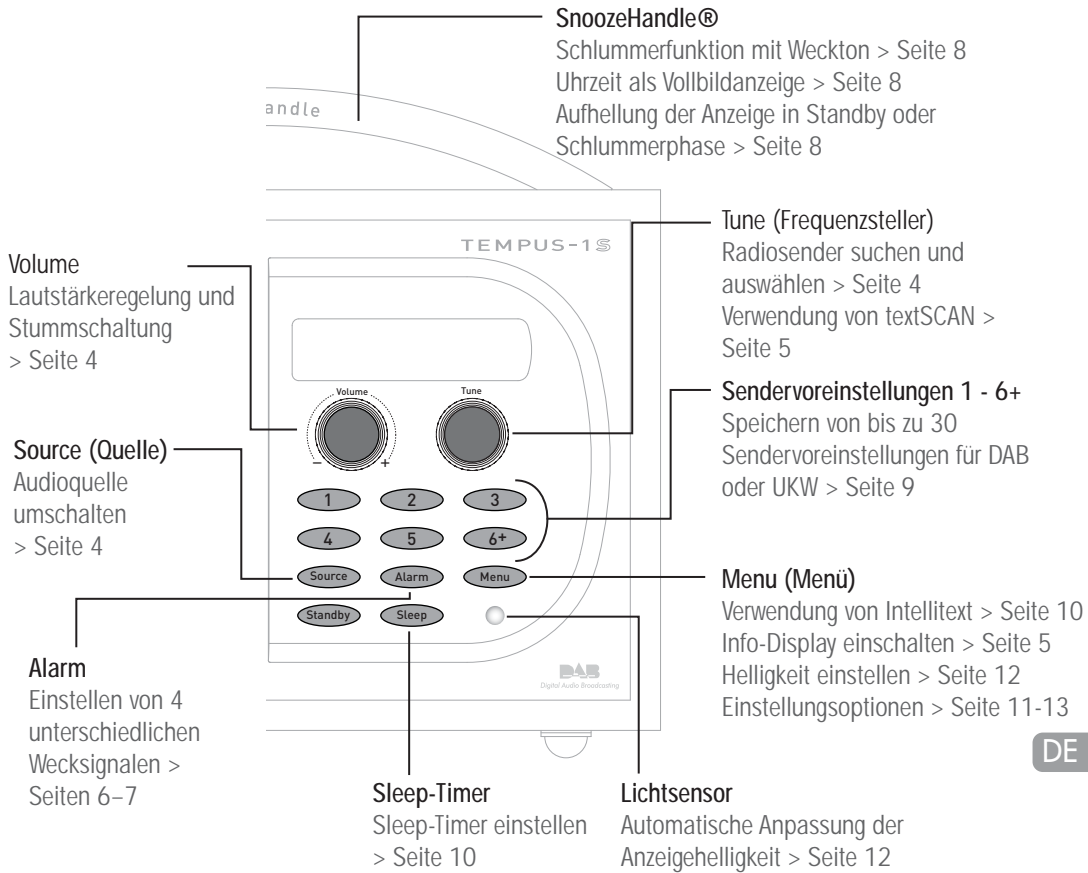 SnoozeHandle®
Schlummerfunktion mit Weckton > Seite 8
Uhrzeit als Vollbildanzeige > Seite 8
Aufhellung der Anzeige in Standby oder
Schlummerphase > Seite 8
andle
TEMPUS-1S
Tune (Frequenzsteller)
Radiosender suchen und
auswählen > Seite 4
Verwendung von textSCAN >
Seite 5
Volume
Lautstärkeregelung und
Stummschaltung
> Seite 4
Volume
Tune
– +
Sendervoreinstellungen 1 - 6+
Speichern von bis zu 30
Sendervoreinstellungen für DAB
oder UKW > Seite 9
Source (Quelle)
Audioquelle
umschalten
> Seite 4
1 2 3
4 5 6+
Source Alarm Menu
Standby Sleep
Menu (Menü)
Verwendung von Intellitext > Seite 10
Info-Display einschalten > Seite 5
Helligkeit einstellen > Seite 12
Einstellungsoptionen > Seite 11-13
DAB
Digital Audio Broadcasting
Alarm
Einstellen von 4
unterschiedlichen
Wecksignalen >
Seiten 6–7
DE
Sleep-Timer
Sleep-Timer einstellen
> Seite 10
Lichtsensor
Automatische Anpassung der
Anzeigehelligkeit > Seite 12